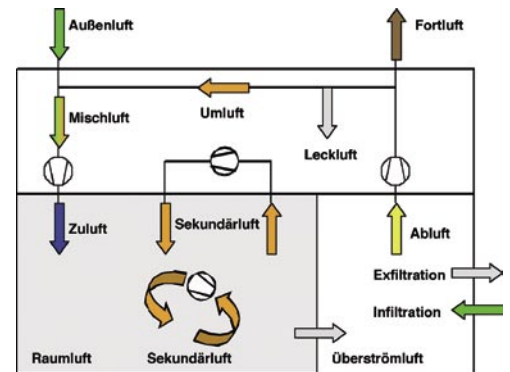 Außenluft
Fortluft
Umluft
Mischluft
Leckluft
Zuluft
Sekundärluft
Abluft
Exfiltration
Infiltration
Raumluft
Sekundärluft
Überströmluft